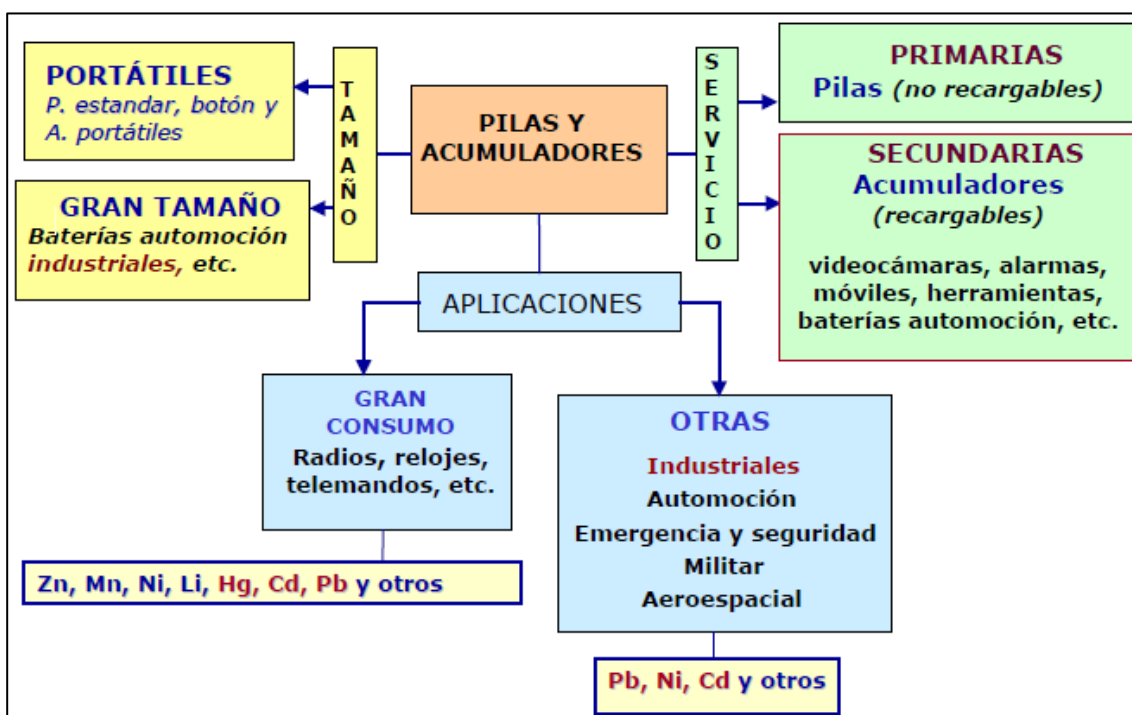 PORTÁTILES
P. estandar, botón y
A. portátiles
GRAN TAMAÑO
Baterías automoción
industriales, etc.
TAMAÑO
PILAS Y
ACUMULADORES
SERVICIO
PRIMARIAS
Pilas (no recargables)
SECUNDARIAS
Acumuladores
(recargables)
videocámaras, alarmas,
móviles, herramientas,
baterías automoción, etc.
APLICACIONES
GRAN
CONSUMO
Radios, relojes,
telemandos, etc.
Zn, Mn, Ni, Li, Hg, Cd, Pb y otros
OTRAS
Industriales
Automoción
Emergencia y seguridad
Militar
Aeroespacial
Pb, Ni, Cd y otros